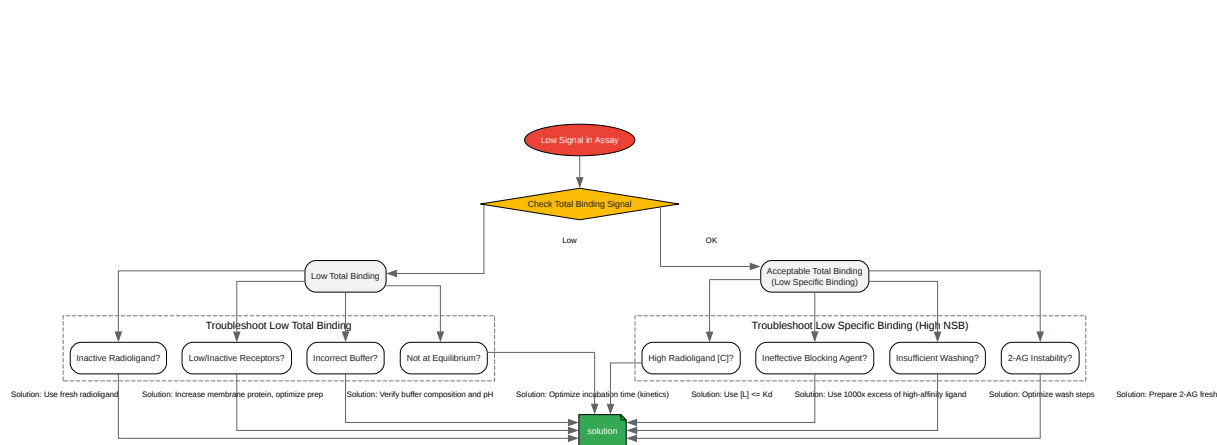 Low Signal in Assay
Check Total Binding Signal
Low
OK
Low Total Binding
Acceptable Total Binding
(Low Specific Binding)
Troubleshoot Low Total Binding
Troubleshoot Low Specific Binding (High NSB)
Inactive Radioligand?
Low/Inactive Receptors?
Incorrect Buffer?
Not at Equilibrium?
High Radioligand [C]?
Ineffective Blocking Agent?
Insufficient Washing?
2-AG Instability?
Solution: Use fresh radioligand
Solution: Increase membrane protein, optimize prep
Solution: Verify buffer composition and pH
Solution: Optimize incubation time (kinetics)
Solution: Use [L] <= Kd
Solution: Use 1000x excess of high-affinity ligand
Solution: Optimize wash steps
Solution: Prepare 2-AG fresh
solution